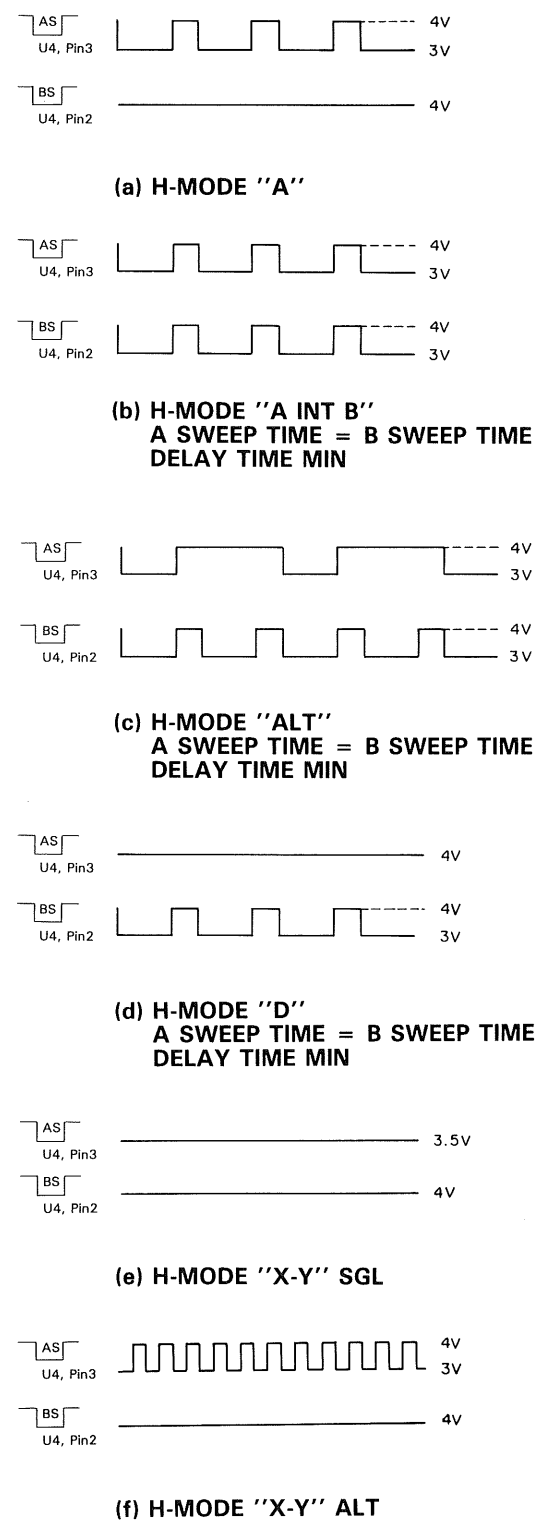 AS
4V
U4, Pin3
3V
BS
4V
U4, Pin2
(a) H-MODE ''A''
AS
4V
U4, Pin3
3V
BS
4V
U4, Pin2
3V
(b) H-MODE ''A INT B''
A SWEEP TIME = B SWEEP TIME
DELAY TIME MIN
AS
4V
U4, Pin3
3V
BS
4V
U4, Pin2
3V
(c) H-MODE ''ALT''
A SWEEP TIME = B SWEEP TIME
DELAY TIME MIN
AS
4V
U4, Pin3
BS
4V
U4, Pin2
3V
(d) H-MODE ''D''
A SWEEP TIME = B SWEEP TIME
DELAY TIME MIN
AS
3.5V
U4, Pin3
BS
4V
U4, Pin2
(e) H-MODE ''X-Y'' SGL
AS
4V
U4, Pin3
3V
BS
4V
U4, Pin2
(f) H-MODE ''X-Y'' ALT